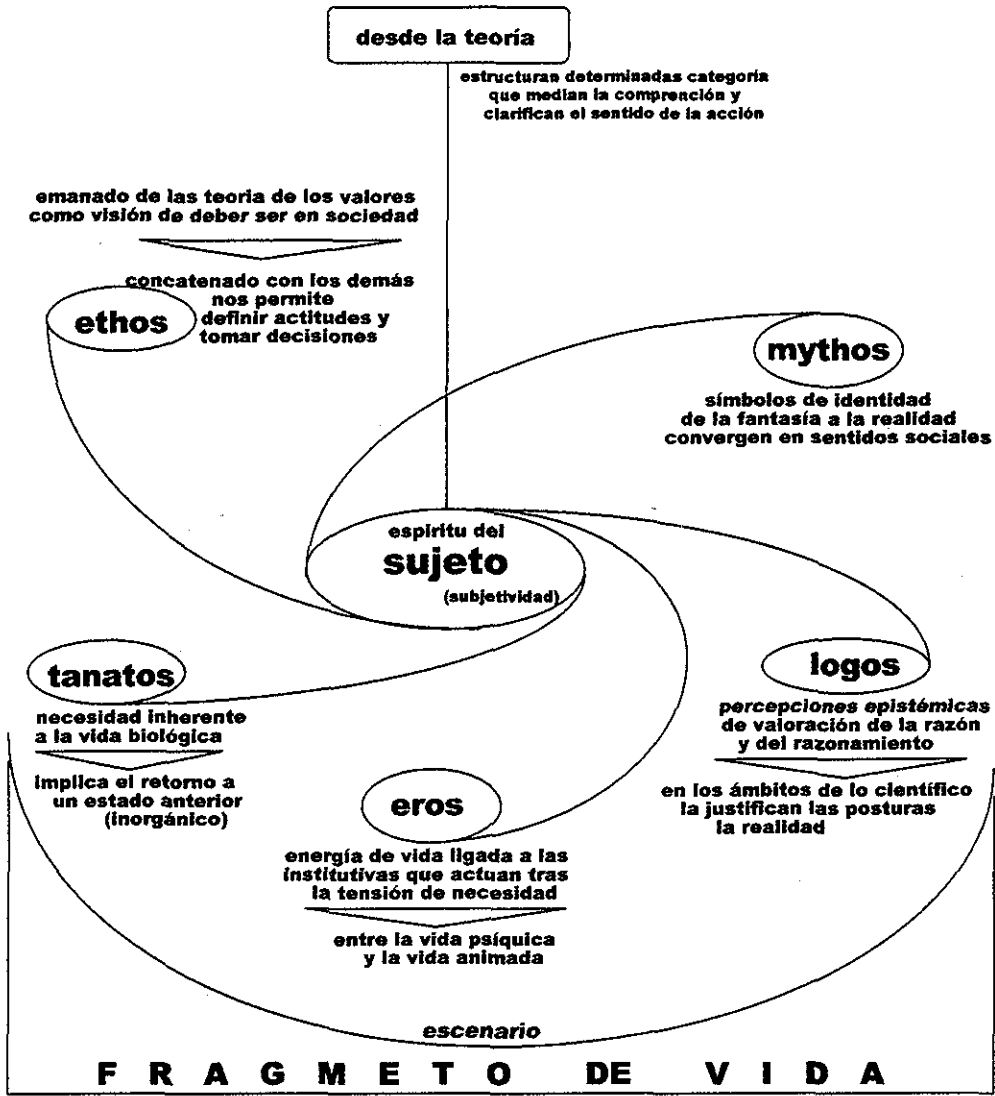 desde la teoría
estructuran determinadas categoría
que median la comprención y
clarifican el sentido de la acción
emanado de las teoria de los valores
como visión de deber ser en sociedad
concatenado con los demás
nos permite
definir actitudes y
tomar decisiones
ethos
mythos
símbolos de identidad
de la fantasía a la realidad
convergen en sentidos sociales
espiritu del
sujeto
(subjetividad)
tanatos
necesidad inherente
a la vida biológica
implica el retorno a
un estado anterior
(inorgánico)
logos
percepciones epistémicas
de valoración de la razón
y del razonamiento
en los ámbitos de lo científico
la justifican las posturas
la realidad
eros
energía de vida ligada a las
institutivas que actuan tras
la tensión de necesidad
entre la vida psíquica
y la vida animada
escenario
FRAGMETO DE VIDA